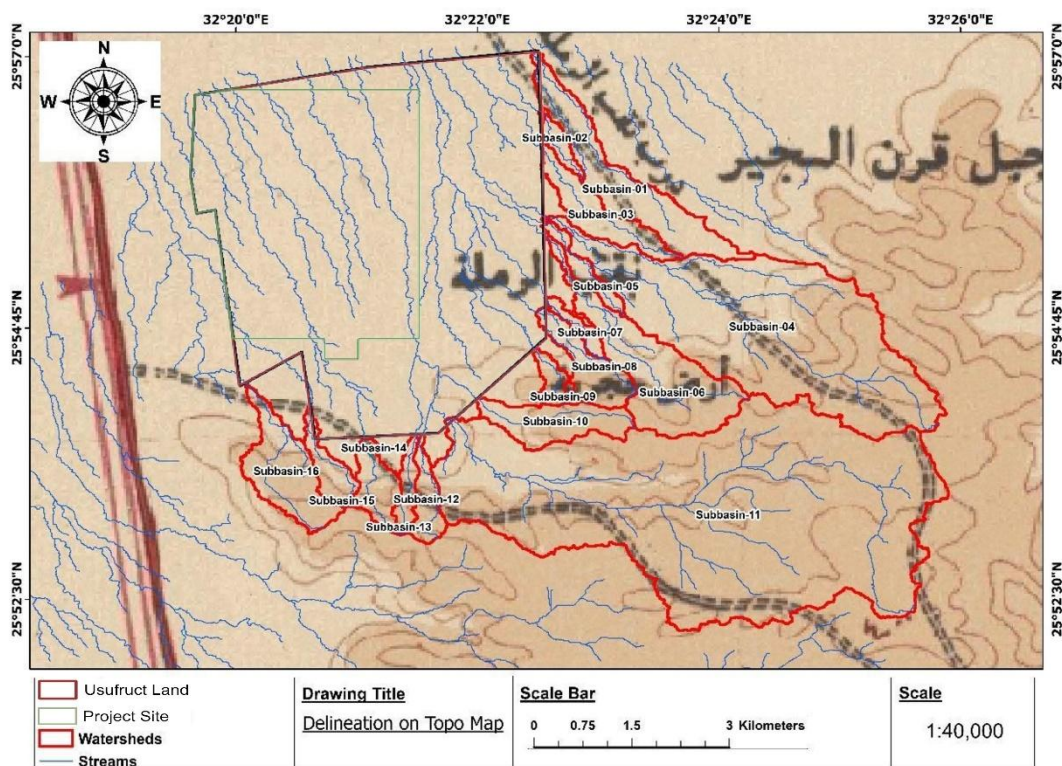 32°20'0"E
32°22'0"E
32°24'0"E
32°26'0"E
25°57'0"N
25°57'0"N
N
W
E
S
جبل قرن الجير
Subbasin-02
Subbasin-01
Subbasin-03
نقب الرملة
Subbasin-05
25°54'45"N
25°54'45"N
Subbasin-07
Subbasin-04
Subbasin-08
Subbasin-09
Subbasin-06
Subbasin-10
Subbasin-14
Subbasin-16
Subbasin-15
Subbasin-12
Subbasin-11
Subbasin-13
25°52'30"N
25°52'30"N
Usufruct Land
Project Site
Watersheds
Streams
Drawing Title
Delineation on Topo Map
Scale Bar
0 0.75 1.5 3 Kilometers
Scale
1:40,000